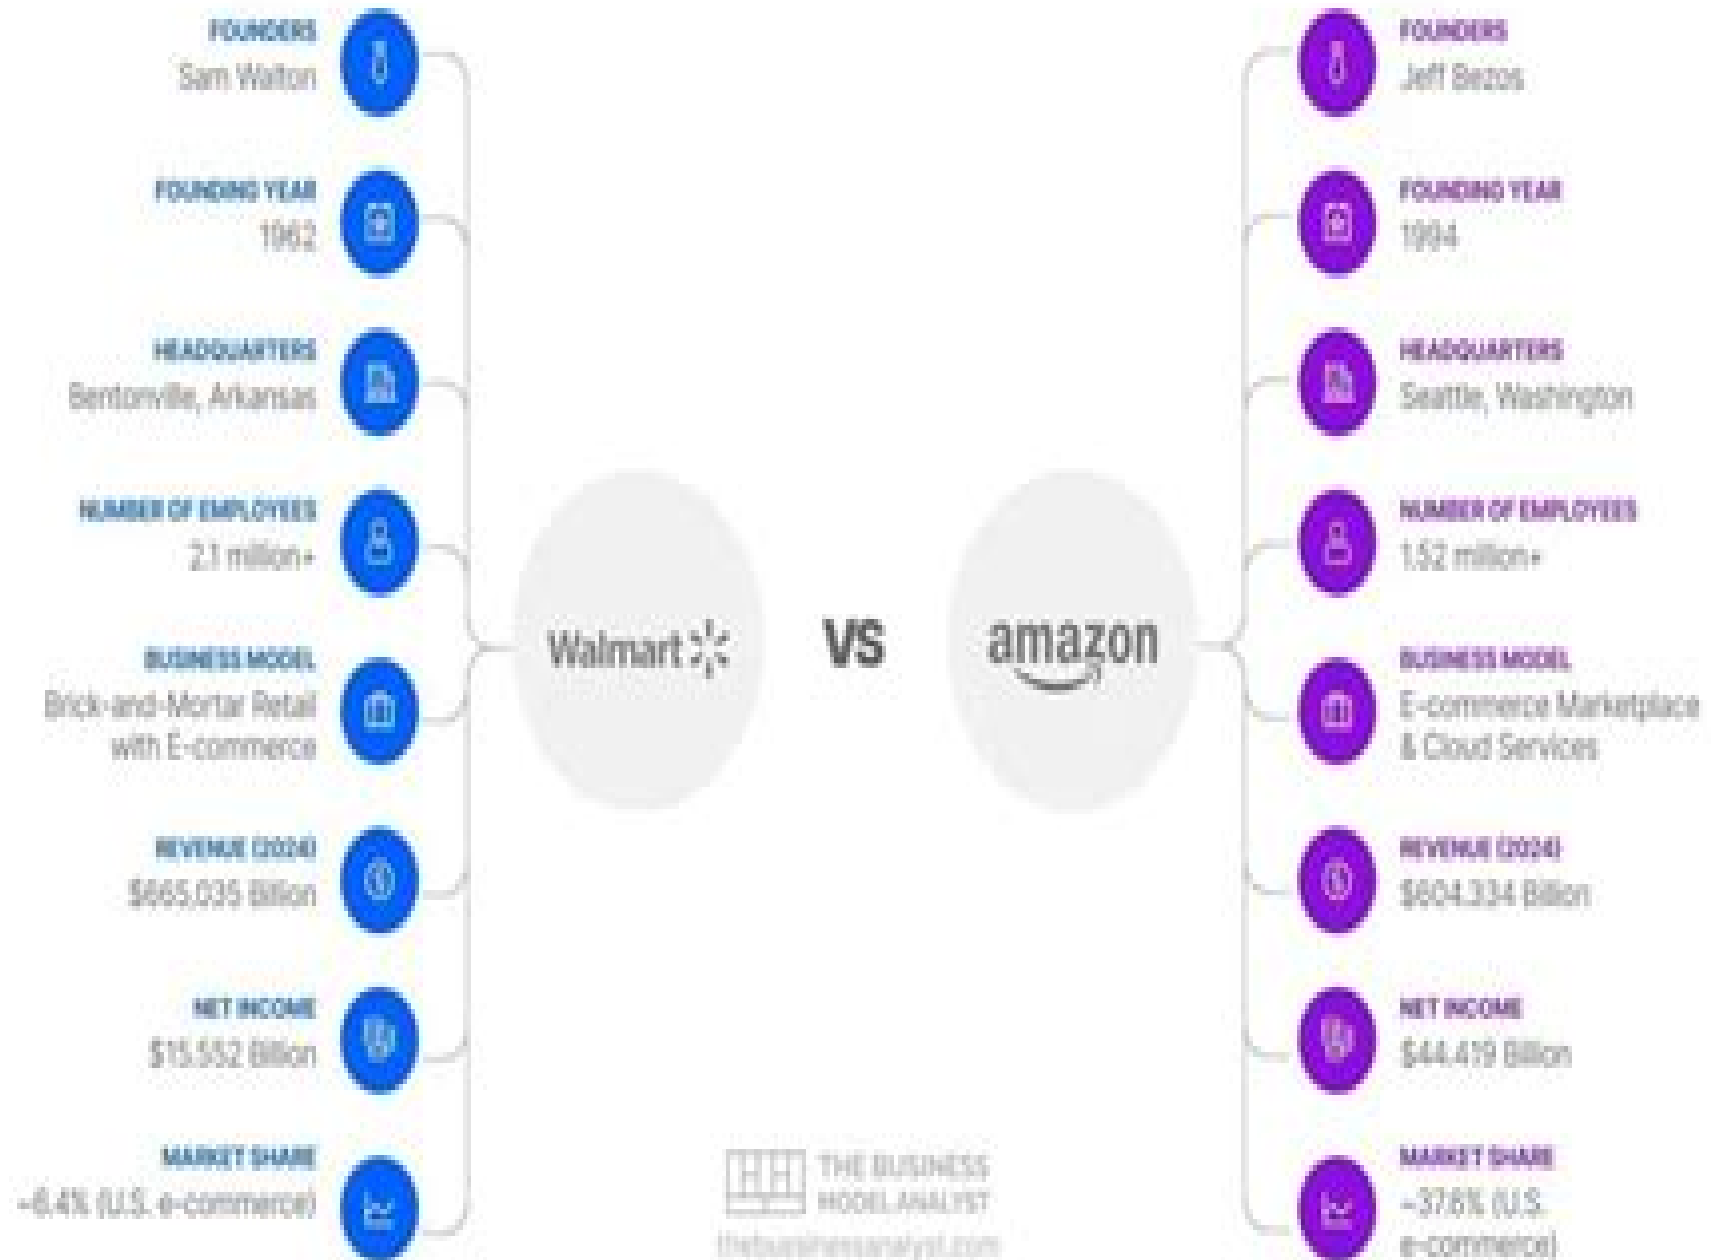 FOUNDERS
Sam Walton
FOUNDING YEAR
1962
HEADQUARTERS
Bentonville, Arkansas
NUMBER OF EMPLOYEES
2.1 million+
BUSINESS MODEL
Brick-and-Mortar Retail
with E-commerce
REVENUE (2024)
$665,035 Billion
NET INCOME
$15.552 Billion
MARKET SHARE
~6.4% (U.S. e-commerce)
Walmart
VS
amazon
FOUNDERS
Jeff Bezos
FOUNDING YEAR
1994
HEADQUARTERS
Seattle, Washington
NUMBER OF EMPLOYEES
1.52 million+
BUSINESS MODEL
E-commerce Marketplace
& Cloud Services
REVENUE (2024)
$604.334 Billion
NET INCOME
$44.419 Billion
MARKET SHARE
~37.6% (U.S.
e-commerce)
THE BUSINESS
MODEL ANALYST